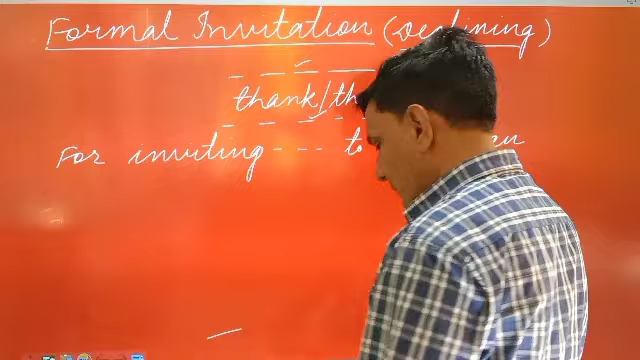 Formal Invitation (Declining)
_ _ _ _
thank/th
_ _ _ _
For inviting --- to